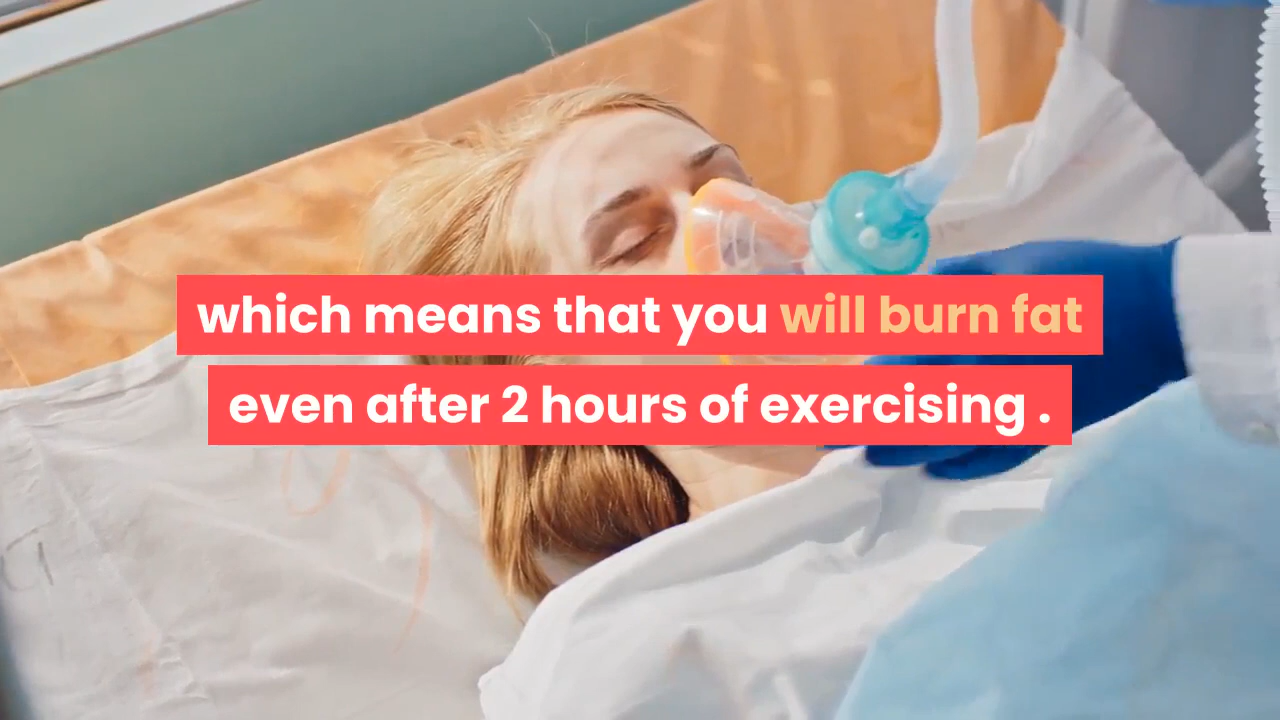 which means that you will burn fat
even after 2 hours of exercising .